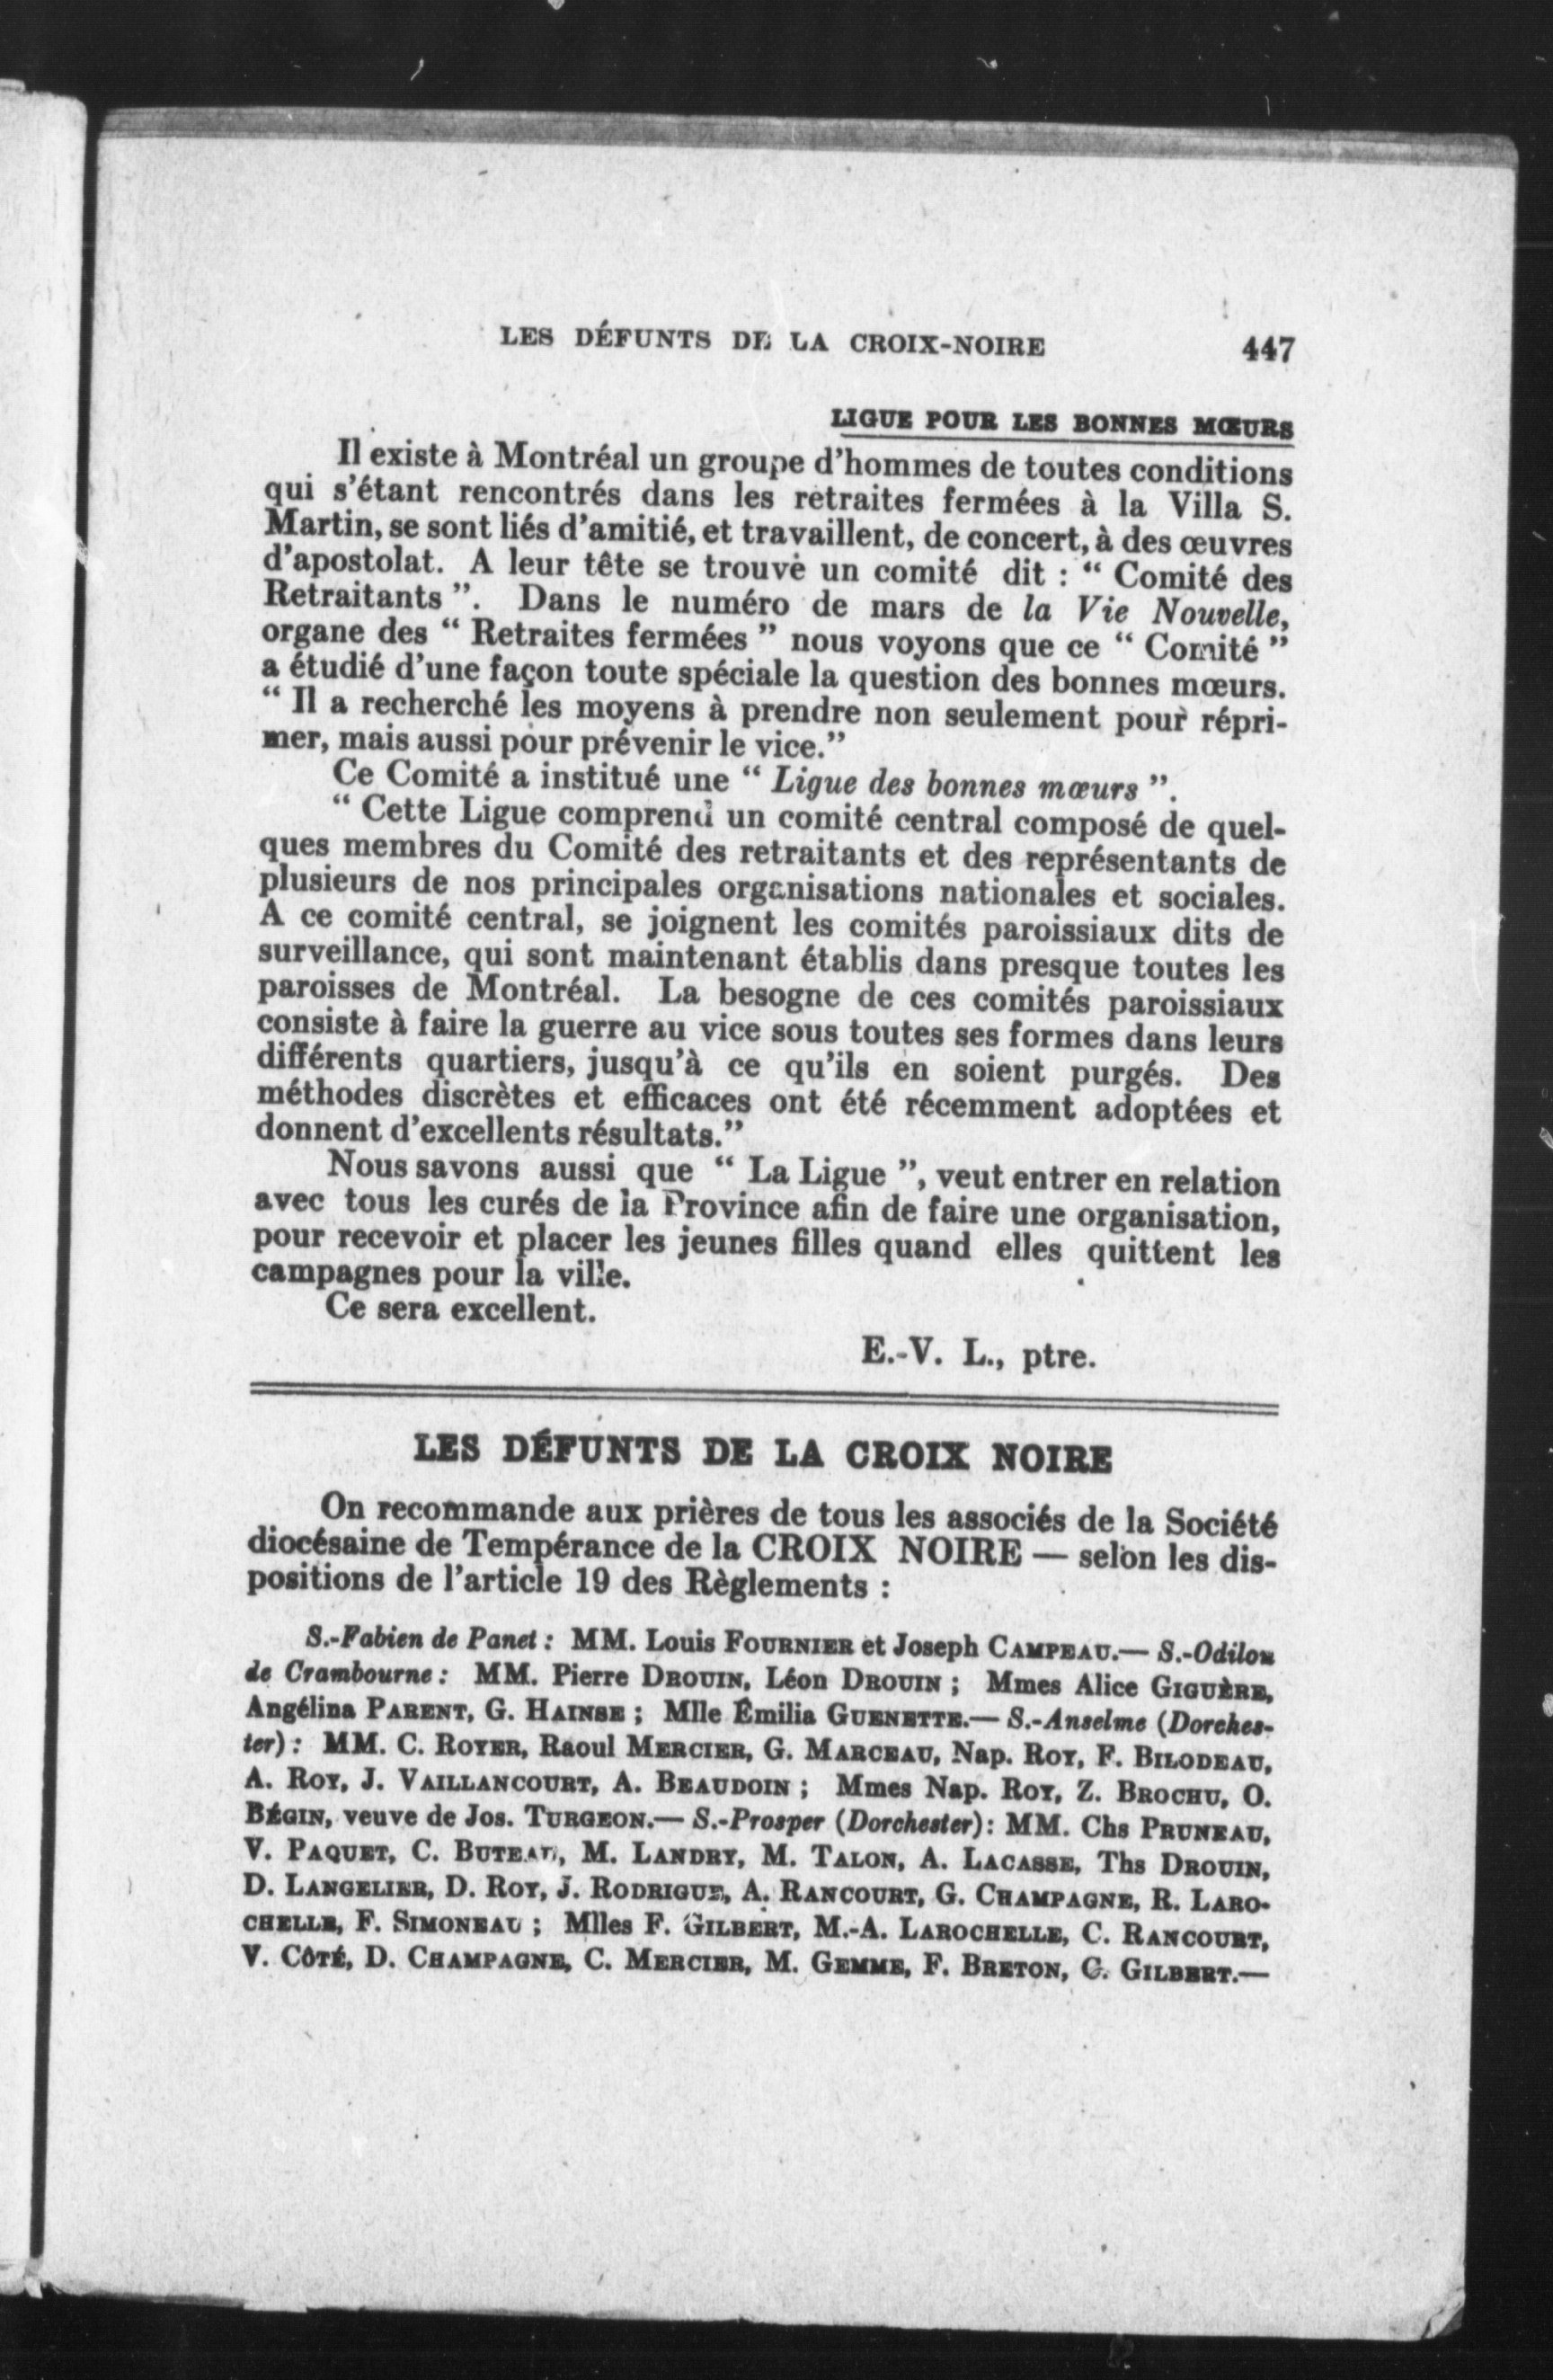 LES DÉFUNTS DE LA CROIX-NOIRE 447
LIGUE POUR LES BONNES MŒURS
Il existe à Montréal un groupe d'hommes de toutes conditions
qui s'étant rencontrés dans les retraites fermées à la Villa S.
Martin, se sont liés d'amitié, et travaillent, de concert, à des œuvres
d'apostolat. A leur tête se trouve un comité dit : “ Comité des
Retraitants ”. Dans le numéro de mars de la Vie Nouvelle,
organe des “ Retraites fermées ” nous voyons que ce “ Comité ”
a étudié d'une façon toute spéciale la question des bonnes mœurs.
“ Il a recherché les moyens à prendre non seulement pour répri-
mer, mais aussi pour prévenir le vice.”
Ce Comité a institué une “ Ligue des bonnes mœurs ”.
“ Cette Ligue comprend un comité central composé de quel-
ques membres du Comité des retraitants et des représentants de
plusieurs de nos principales organisations nationales et sociales.
A ce comité central, se joignent les comités paroissiaux dits de
surveillance, qui sont maintenant établis dans presque toutes les
paroisses de Montréal. La besogne de ces comités paroissiaux
consiste à faire la guerre au vice sous toutes ses formes dans leurs
différents quartiers, jusqu'à ce qu'ils en soient purgés. Des
méthodes discrètes et efficaces ont été récemment adoptées et
donnent d'excellents résultats.”
Nous savons aussi que “ La Ligue ”, veut entrer en relation
avec tous les curés de la Province afin de faire une organisation,
pour recevoir et placer les jeunes filles quand elles quittent les
campagnes pour la ville.
Ce sera excellent.
E.-V. L., ptre.
LES DÉFUNTS DE LA CROIX NOIRE
On recommande aux prières de tous les associés de la Société
diocésaine de Tempérance de la CROIX NOIRE — selon les dis-
positions de l'article 19 des Règlements :
S.-Fabien de Panet : MM. Louis FOURNIER et Joseph CAMPEAU.— S.-Odilon
de Crambourne : MM. Pierre DROUIN, Léon DROUIN ; Mmes Alice GIGUÈRE,
Angélina PARENT, G. HAINSE ; Mlle Émilia GUENETTE.— S.-Anselme (Dorches-
ter) : MM. C. ROYER, Raoul MERCIER, G. MARCEAU, Nap. ROY, F. BILODEAU,
A. ROY, J. VAILLANCOURT, A. BEAUDOIN ; Mmes Nap. ROY, Z. BROCHU, O.
BÉGIN, veuve de Jos. TURGEON.— S.-Prosper (Dorchester) : MM. Chs PRUNEAU,
V. PAQUET, C. BUTEAU, M. LANDRY, M. TALON, A. LACASSE, Ths DROUIN,
D. LANGELIER, D. ROY, J. RODRIGUE, A. RANCOURT, G. CHAMPAGNE, R. LARO-
CHELLE, F. SIMONEAU ; Mlles F. GILBERT, M.-A. LAROCHELLE, C. RANCOURT,
V. CÔTÉ, D. CHAMPAGNE, C. MERCIER, M. GEMME, F. BRETON, G. GILBERT.—